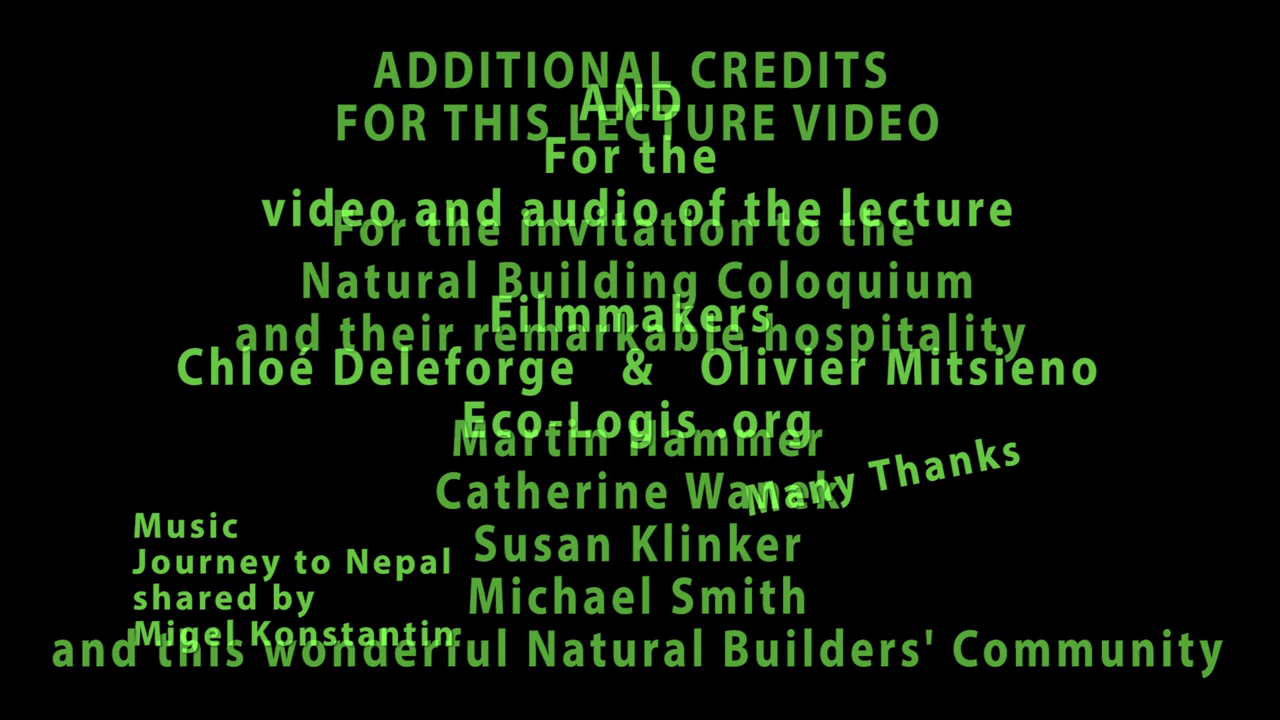 ADDITIONAL CREDITS
FOR THIS LECTURE VIDEO
For the invitation to the
Natural Building Coloquium
and their remarkable hospitality
Martin Hammer
Catherine Wanek
Susan Klinker
Michael Smith
and this wonderful Natural Builders' Community
AND
For the
video and audio of the lecture
Filmmakers
Chloé Deleforge & Olivier Mitsieno
Eco-Logis .org
Many Thanks
Music
Journey to Nepal
shared by
Migel Konstantin